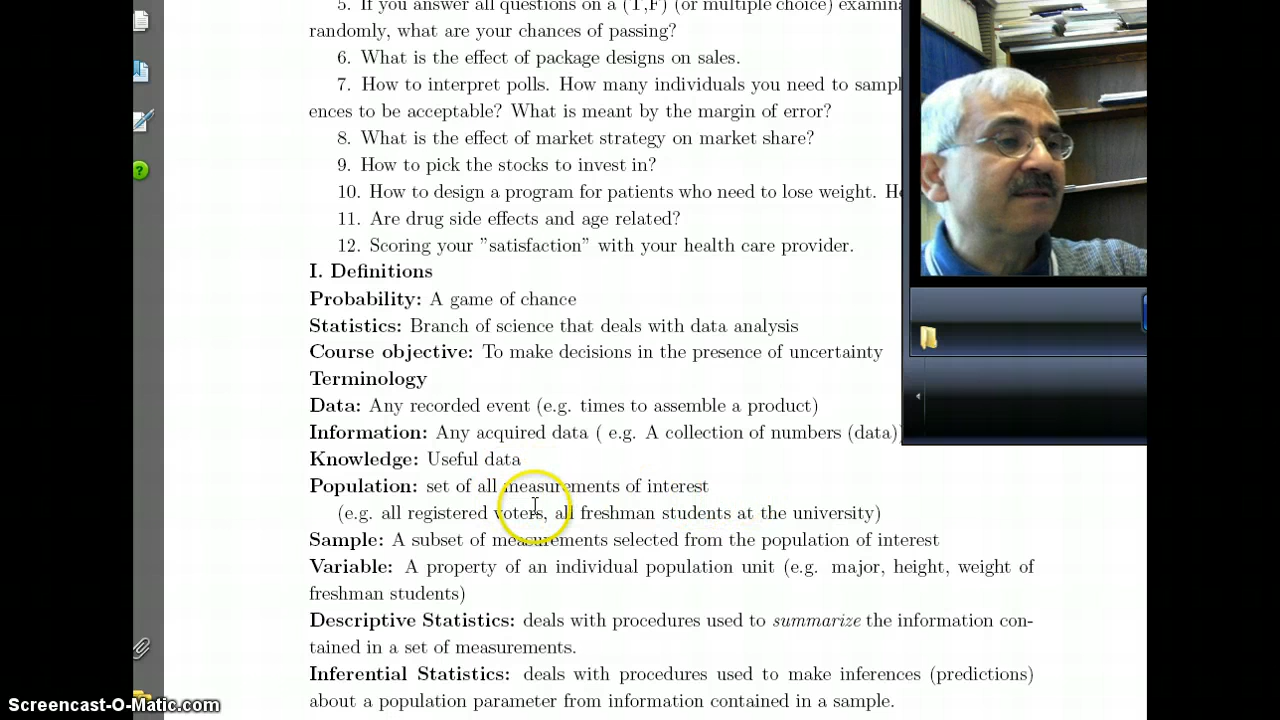 5. If you answer all questions on a (T,F) (or multiple choice)
randomly, what are your chances of passing?
6. What is the effect of package designs on sales.
7. How to interpret polls. How many individuals you need to
ences to be acceptable? What is meant by the margin of error?
8. What is the effect of market strategy on market share?
9. How to pick the stocks to invest in?
10. How to design a program for patients who need to lose weight.
11. Are drug side effects and age related?
12. Scoring your "satisfaction" with your health care provider.
I. Definitions
Probability: A game of chance
Statistics: Branch of science that deals with data analysis
Course objective: To make decisions in the presence of uncertainty
Terminology
Data: Any recorded event (e.g. times to assemble a product)
Information: Any acquired data ( e.g. A collection of numbers (data))
Knowledge: Useful data
Population: set of all measurements of interest
(e.g. all registered voters, all freshman students at the university)
Sample: A subset of measurements selected from the population of interest
Variable: A property of an individual population unit (e.g. major, height, weight of
freshman students)
Descriptive Statistics: deals with procedures used to summarize the information con-
tained in a set of measurements.
Inferential Statistics: deals with procedures used to make inferences (predictions)
about a population parameter from information contained in a sample.
Screencast-O-Matic.com